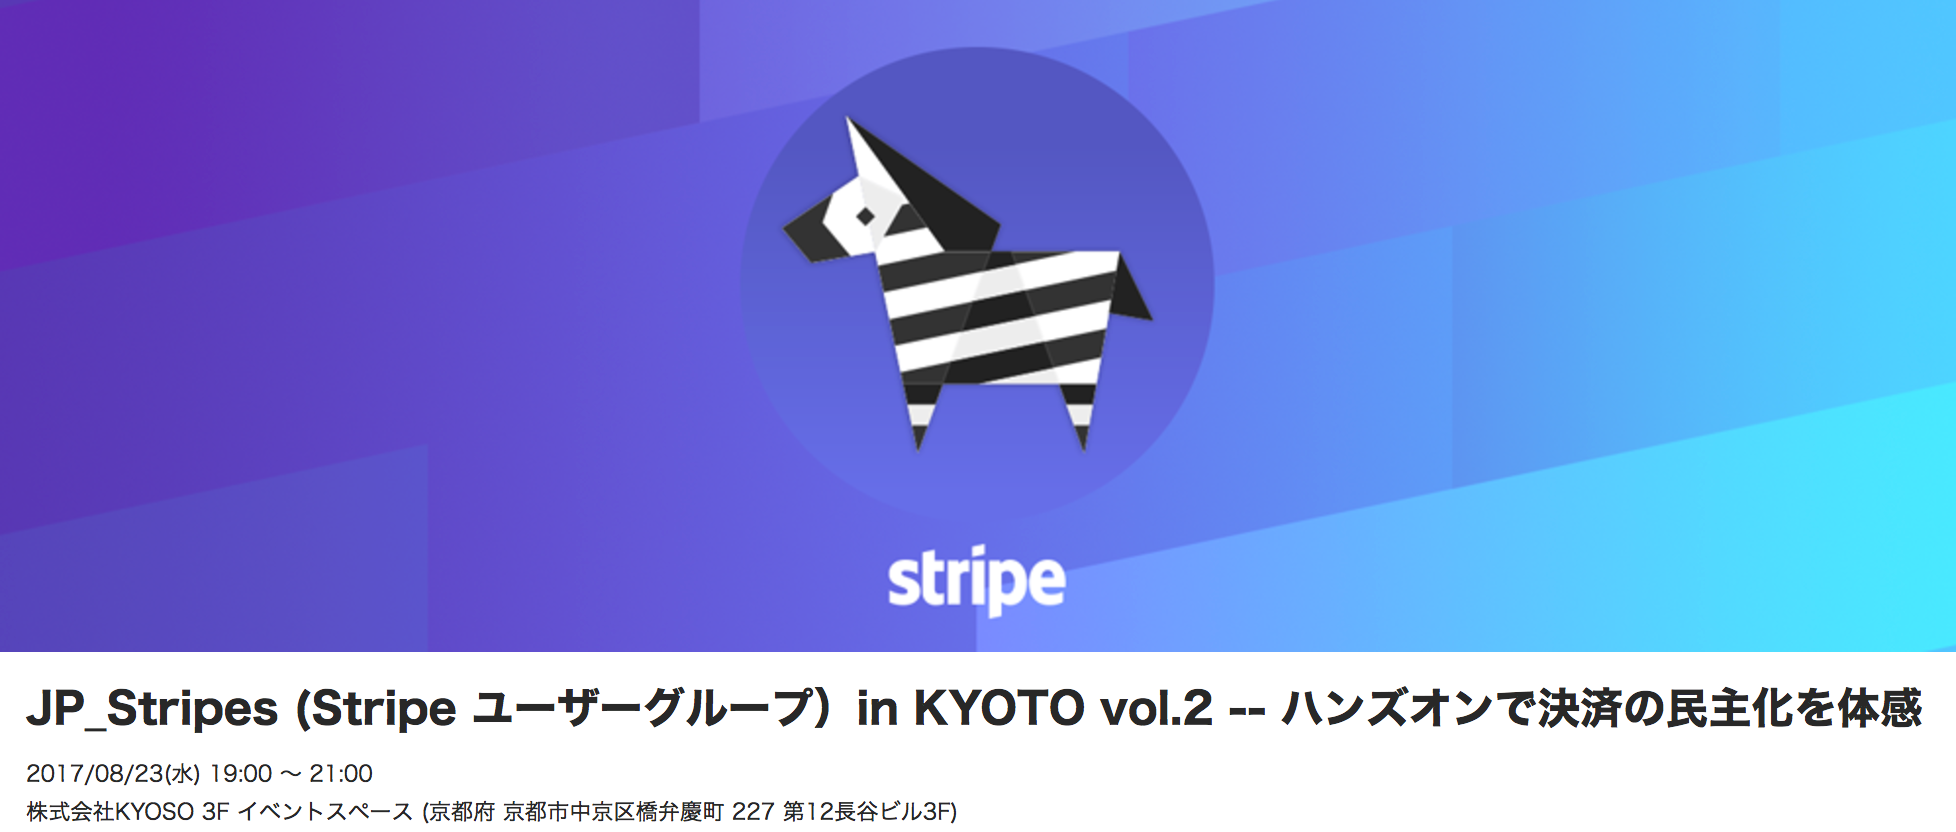 stripe
JP_Stripes (Stripe ユーザーグループ）in KYOTO vol.2 -- ハンズオンで決済の民主化を体感
2017/08/23(水) 19:00 〜 21:00
株式会社KYOSO 3F イベントスペース (京都府 京都市中京区橋弁慶町 227 第12長谷ビル3F)